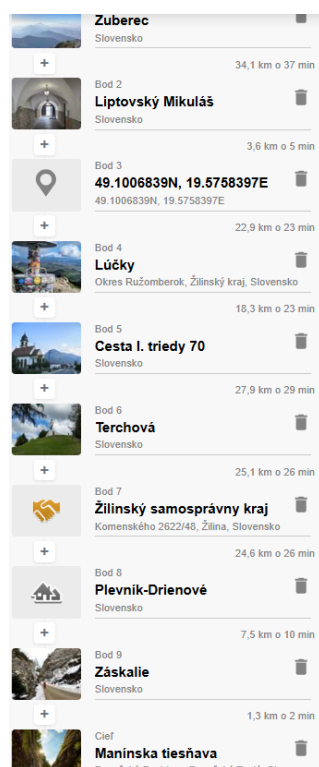 Zuberec
Slovensko
+
34,1 km o 37 min
Bod 2
Liptovský Mikuláš
Slovensko
+
3,6 km o 5 min
Bod 3
49.1006839N, 19.5758397E
49.1006839N, 19.5758397E
+
22,9 km o 23 min
Bod 4
Lúčky
Okres Ružomberok, Žilinský kraj, Slovensko
+
18,3 km o 23 min
Bod 5
Cesta I. triedy 70
Slovensko
+
27,9 km o 29 min
Bod 6
Terchová
Slovensko
+
25,1 km o 26 min
Bod 7
Žilinský samosprávny kraj
Komenského 2622/48, Žilina, Slovensko
+
24,6 km o 26 min
Bod 8
Plevník-Drienové
Slovensko
+
7,5 km o 10 min
Bod 9
Záskalie
Slovensko
+
1,3 km o 2 min
Cieľ
Manínska tiesňava